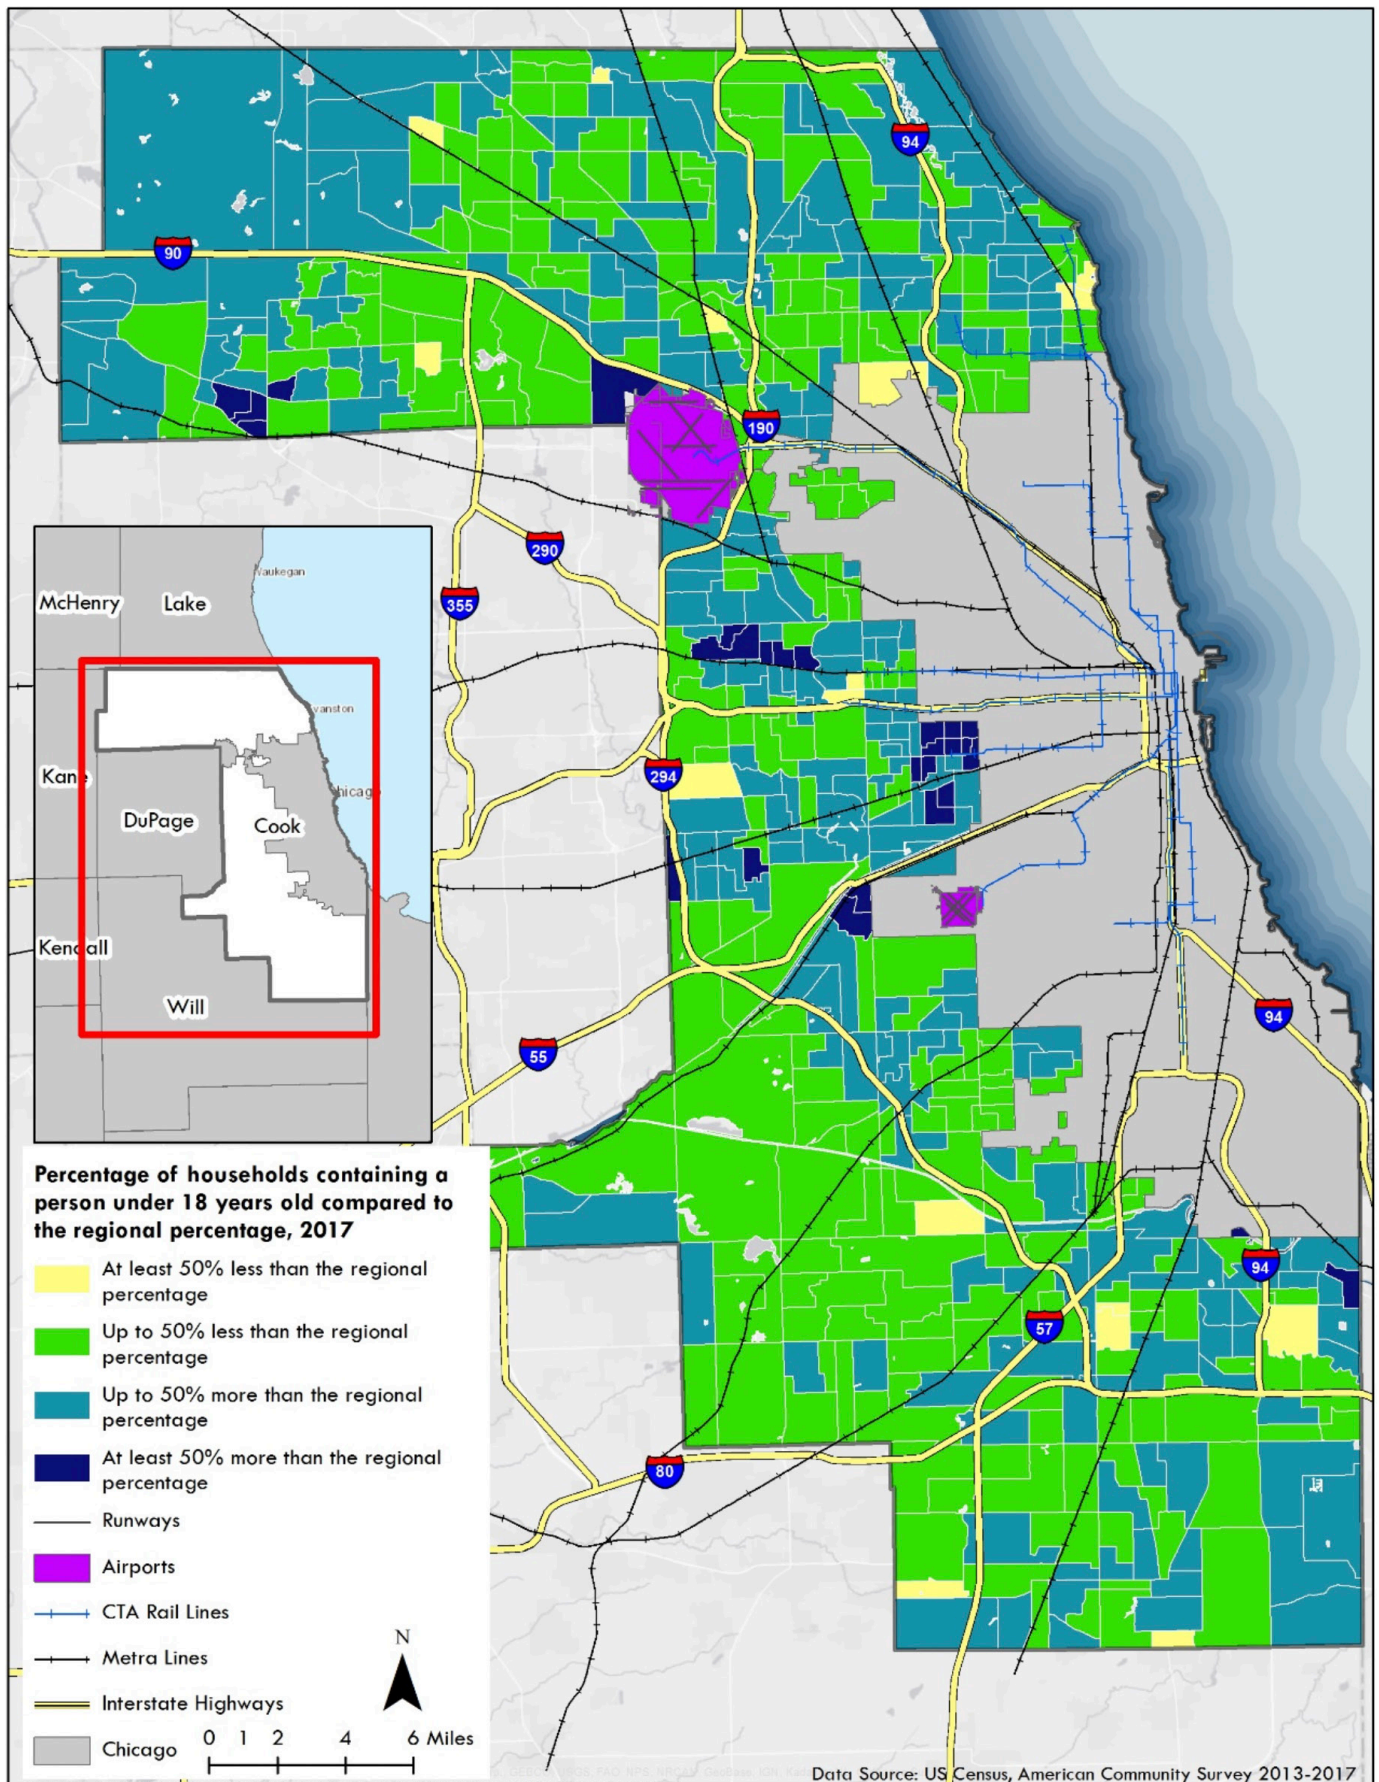 94
90
190
290
355
294
94
55
94
57
80
Waukegan
McHenry
Lake
vanston
Kane
hicago
DuPage
Cook
Kendall
Will
Percentage of households containing a
person under 18 years old compared to
the regional percentage, 2017
At least 50% less than the regional
percentage
Up to 50% less than the regional
percentage
Up to 50% more than the regional
percentage
At least 50% more than the regional
percentage
Runways
Airports
CTA Rail Lines
Metra Lines
Interstate Highways
Chicago
N
0 1 2 4 6 Miles
Data Source: US Census, American Community Survey 2013-2017